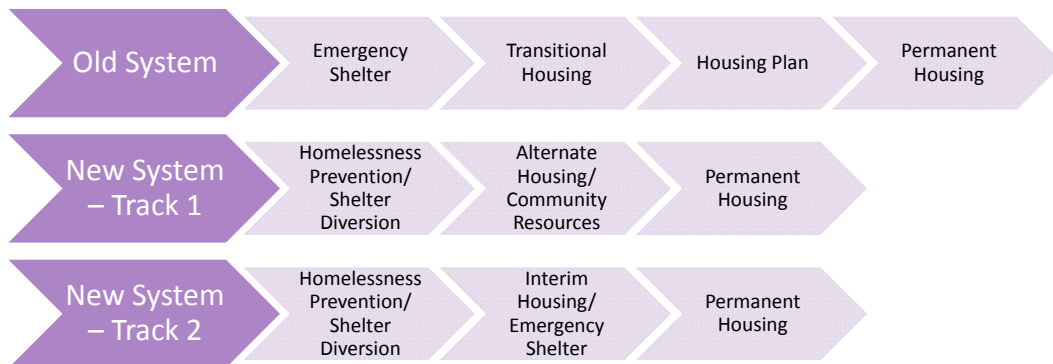 Old System
Emergency
Shelter
Transitional
Housing
Housing Plan
Permanent
Housing
New System
– Track 1
Homelessness
Prevention/
Shelter
Diversion
Alternate
Housing/
Community
Resources
Permanent
Housing
New System
– Track 2
Homelessness
Prevention/
Shelter
Diversion
Interim
Housing/
Emergency
Shelter
Permanent
Housing